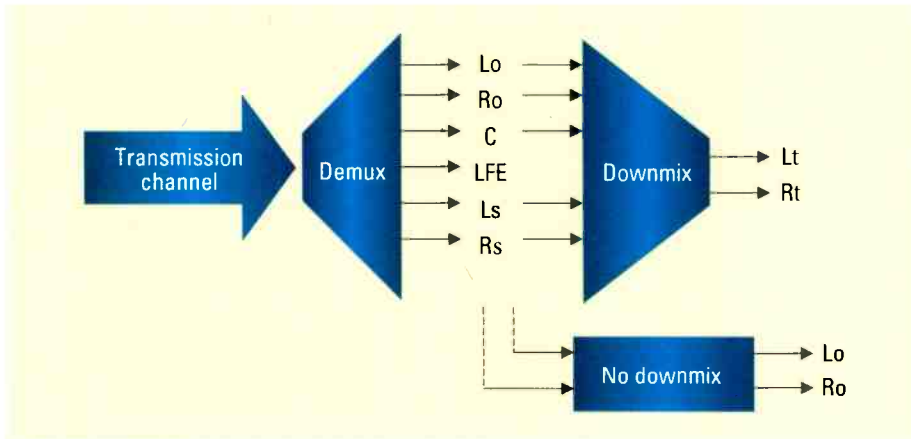 Transmission
channel
Demux
Lo
Ro
C
LFE
Ls
Rs
Downmix
Lt
Rt
No downmix
Lo
Ro